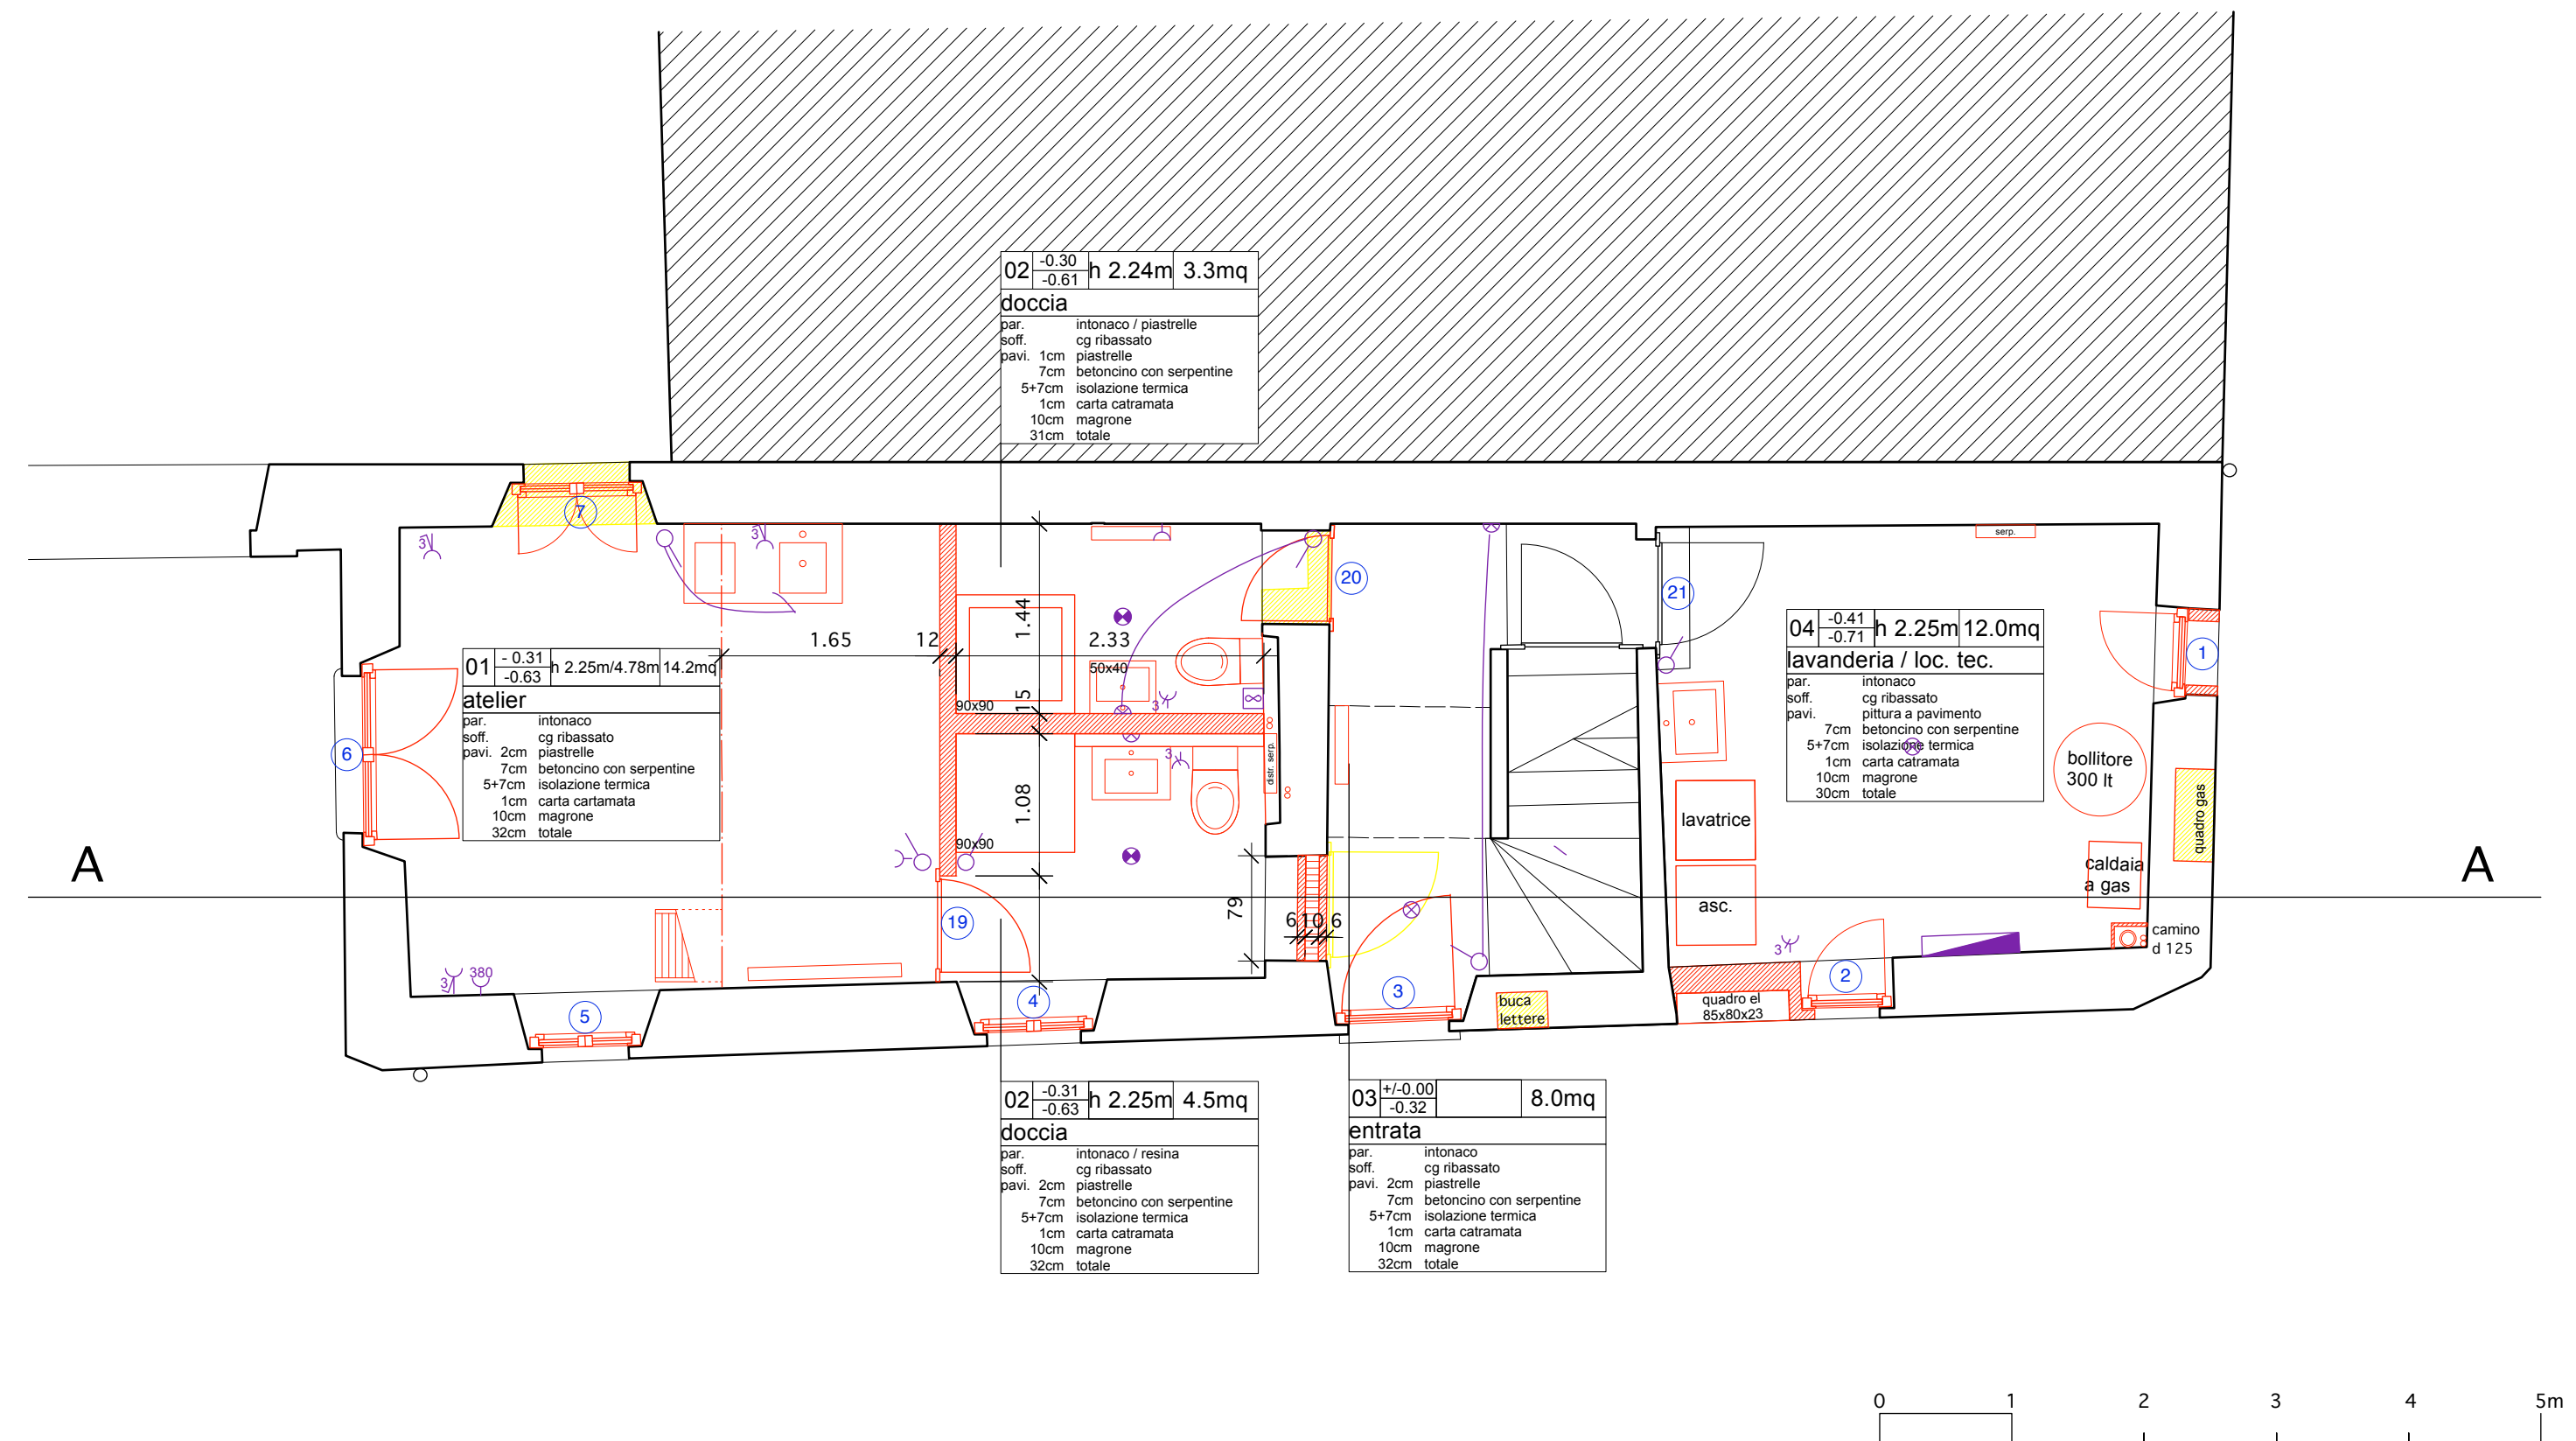 02 -0.30 -0.61 h 2.24m 3.3mq
doccia
par. intonaco / piastrelle
soff. cg ribassato
pavi. 1cm piastrelle
7cm betoncino con serpentine
5+7cm isolazione termica
1cm carta catramata
10cm magrone
31cm totale
7
3
3
20
21
serp.
1.44
1.65
12
2.33
50x40
15
90x90
3
∞
01 - 0.31 -0.63 h 2.25m/4.78m 14.2mq
atelier
par. intonaco
soff. cg ribassato
pavi. 2cm piastrelle
7cm betoncino con serpentine
5+7cm isolazione termica
1cm carta cartamata
10cm magrone
32cm totale
04 -0.41 -0.71 h 2.25m 12.0mq
lavanderia / loc. tec.
par. intonaco
soff. cg ribassato
pavi. pittura a pavimento
7cm betoncino con serpentine
5+7cm isolazione termica
1cm carta catramata
10cm magrone
30cm totale
1
6
3
distr. serp.
1.08
90x90
bollitore
300 lt
quadro gas
lavatrice
asc.
caldaia
a gas
camino
d 125
A
A
79
6 10 6
19
3
3 380
5
4
3
2
buca
lettere
quadro el
85x80x23
02 -0.31 -0.63 h 2.25m 4.5mq
doccia
par. intonaco / resina
soff. cg ribassato
pavi. 2cm piastrelle
7cm betoncino con serpentine
5+7cm isolazione termica
1cm carta catramata
10cm magrone
32cm totale
03 +/-0.00 -0.32 8.0mq
entrata
par. intonaco
soff. cg ribassato
pavi. 2cm piastrelle
7cm betoncino con serpentine
5+7cm isolazione termica
1cm carta catramata
10cm magrone
32cm totale
0 1 2 3 4 5m